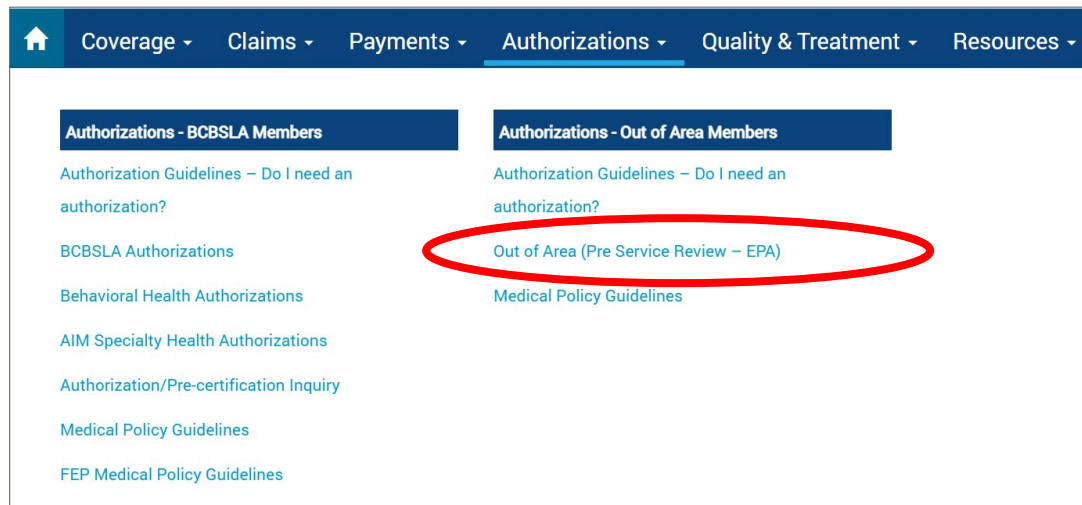 Coverage Claims Payments Authorizations Quality & Treatment Resources
Authorizations - BCBSLA Members
Authorization Guidelines – Do I need an
authorization?
BCBSLA Authorizations
Behavioral Health Authorizations
AIM Specialty Health Authorizations
Authorization/Pre-certification Inquiry
Medical Policy Guidelines
FEP Medical Policy Guidelines
Authorizations - Out of Area Members
Authorization Guidelines – Do I need an
authorization?
Out of Area (Pre Service Review – EPA)
Medical Policy Guidelines